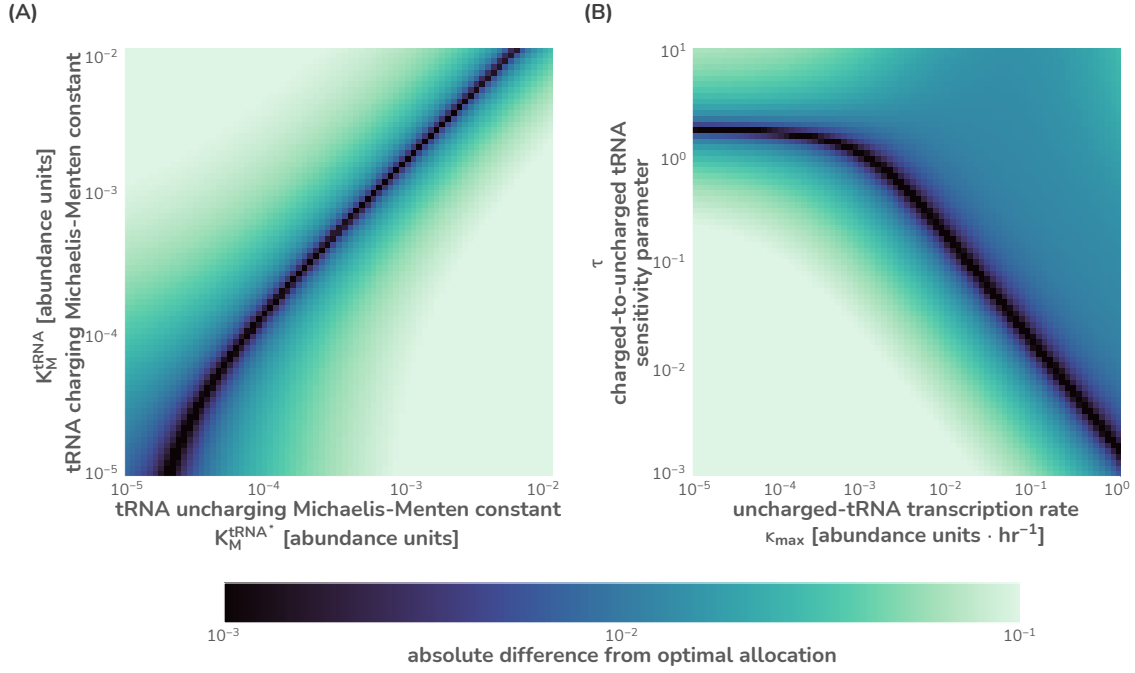 (A)
(B)
K_M^tRNA [abundance units]
tRNA charging Michaelis-Menten constant
10⁻²
10⁻³
10⁻⁴
10⁻⁵
10⁻⁵ 10⁻⁴ 10⁻³ 10⁻²
tRNA uncharging Michaelis-Menten constant
K_M^tRNA* [abundance units]
τ
charged-to-uncharged tRNA
sensitivity parameter
10¹
10⁰
10⁻¹
10⁻²
10⁻³
10⁻⁵ 10⁻⁴ 10⁻³ 10⁻² 10⁻¹ 10⁰
uncharged-tRNA transcription rate
κmax [abundance units · hr⁻¹]
10⁻³ 10⁻² 10⁻¹
absolute difference from optimal allocation